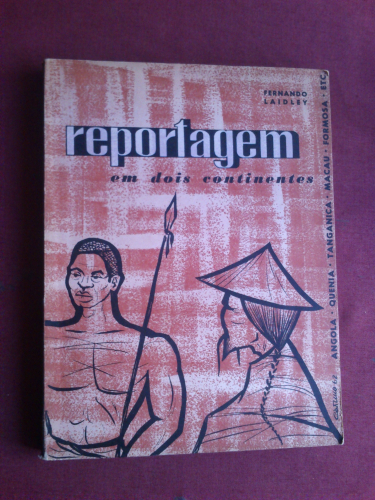 FERNANDO
LAIDLEY
reportagem
em dois continentes
ANGOLA · QUENIA · TANGANICA · MACAU · FORMOSA · ETC.